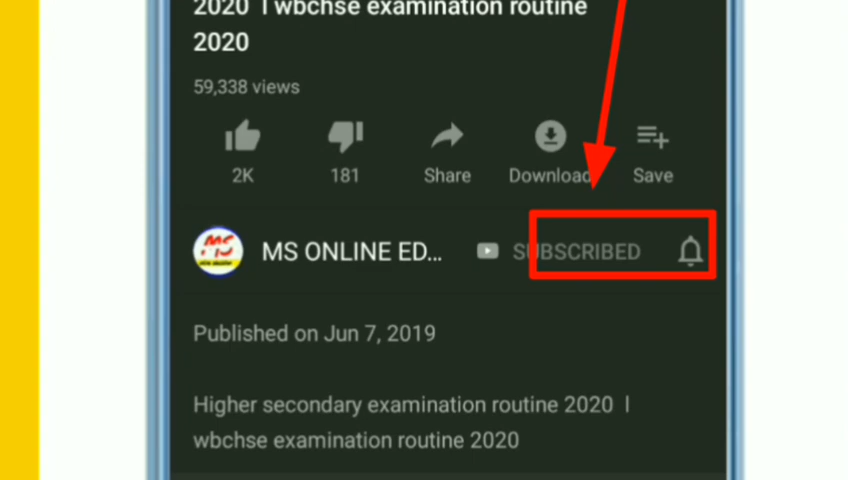 2020 l wbchse examination routine
2020
59,338 views
2K 181 Share Download Save
MS ONLINE ED... SUBSCRIBED
Published on Jun 7, 2019
Higher secondary examination routine 2020 l
wbchse examination routine 2020